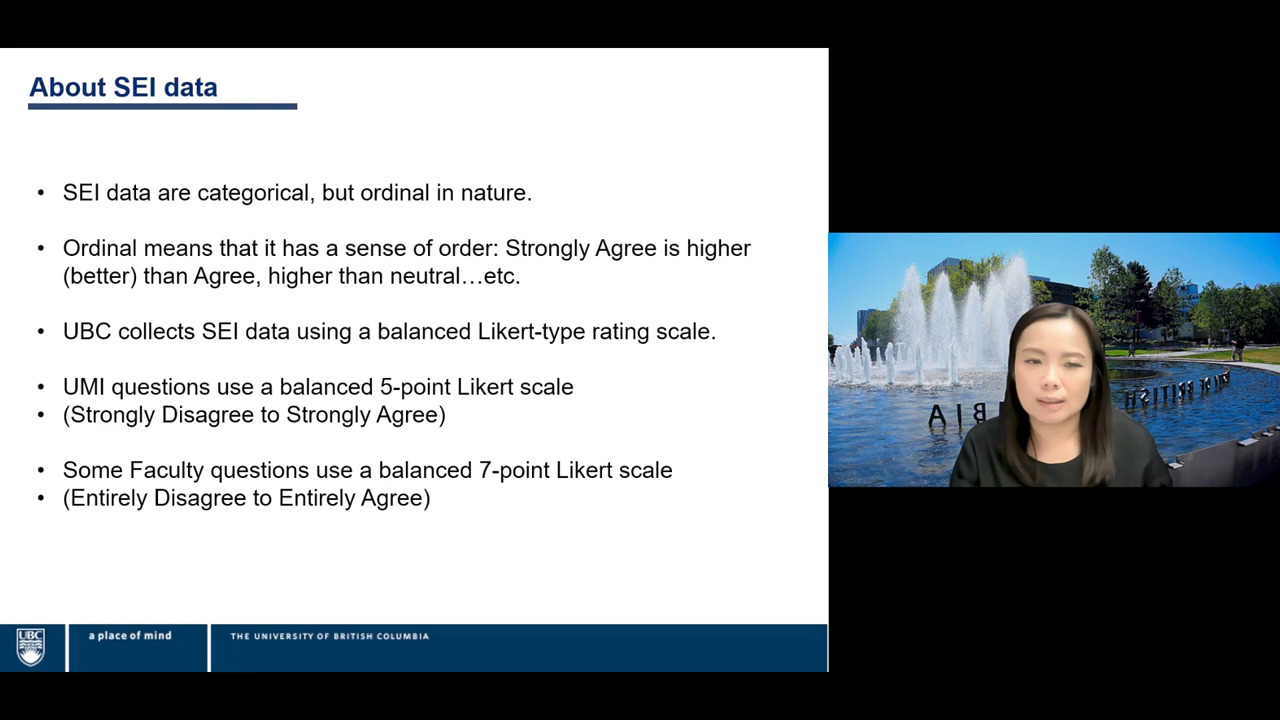 About SEI data
• SEI data are categorical, but ordinal in nature.
• Ordinal means that it has a sense of order: Strongly Agree is higher
(better) than Agree, higher than neutral…etc.
• UBC collects SEI data using a balanced Likert-type rating scale.
• UMI questions use a balanced 5-point Likert scale
• (Strongly Disagree to Strongly Agree)
• Some Faculty questions use a balanced 7-point Likert scale
• (Entirely Disagree to Entirely Agree)
UBC
a place of mind
THE UNIVERSITY OF BRITISH COLUMBIA